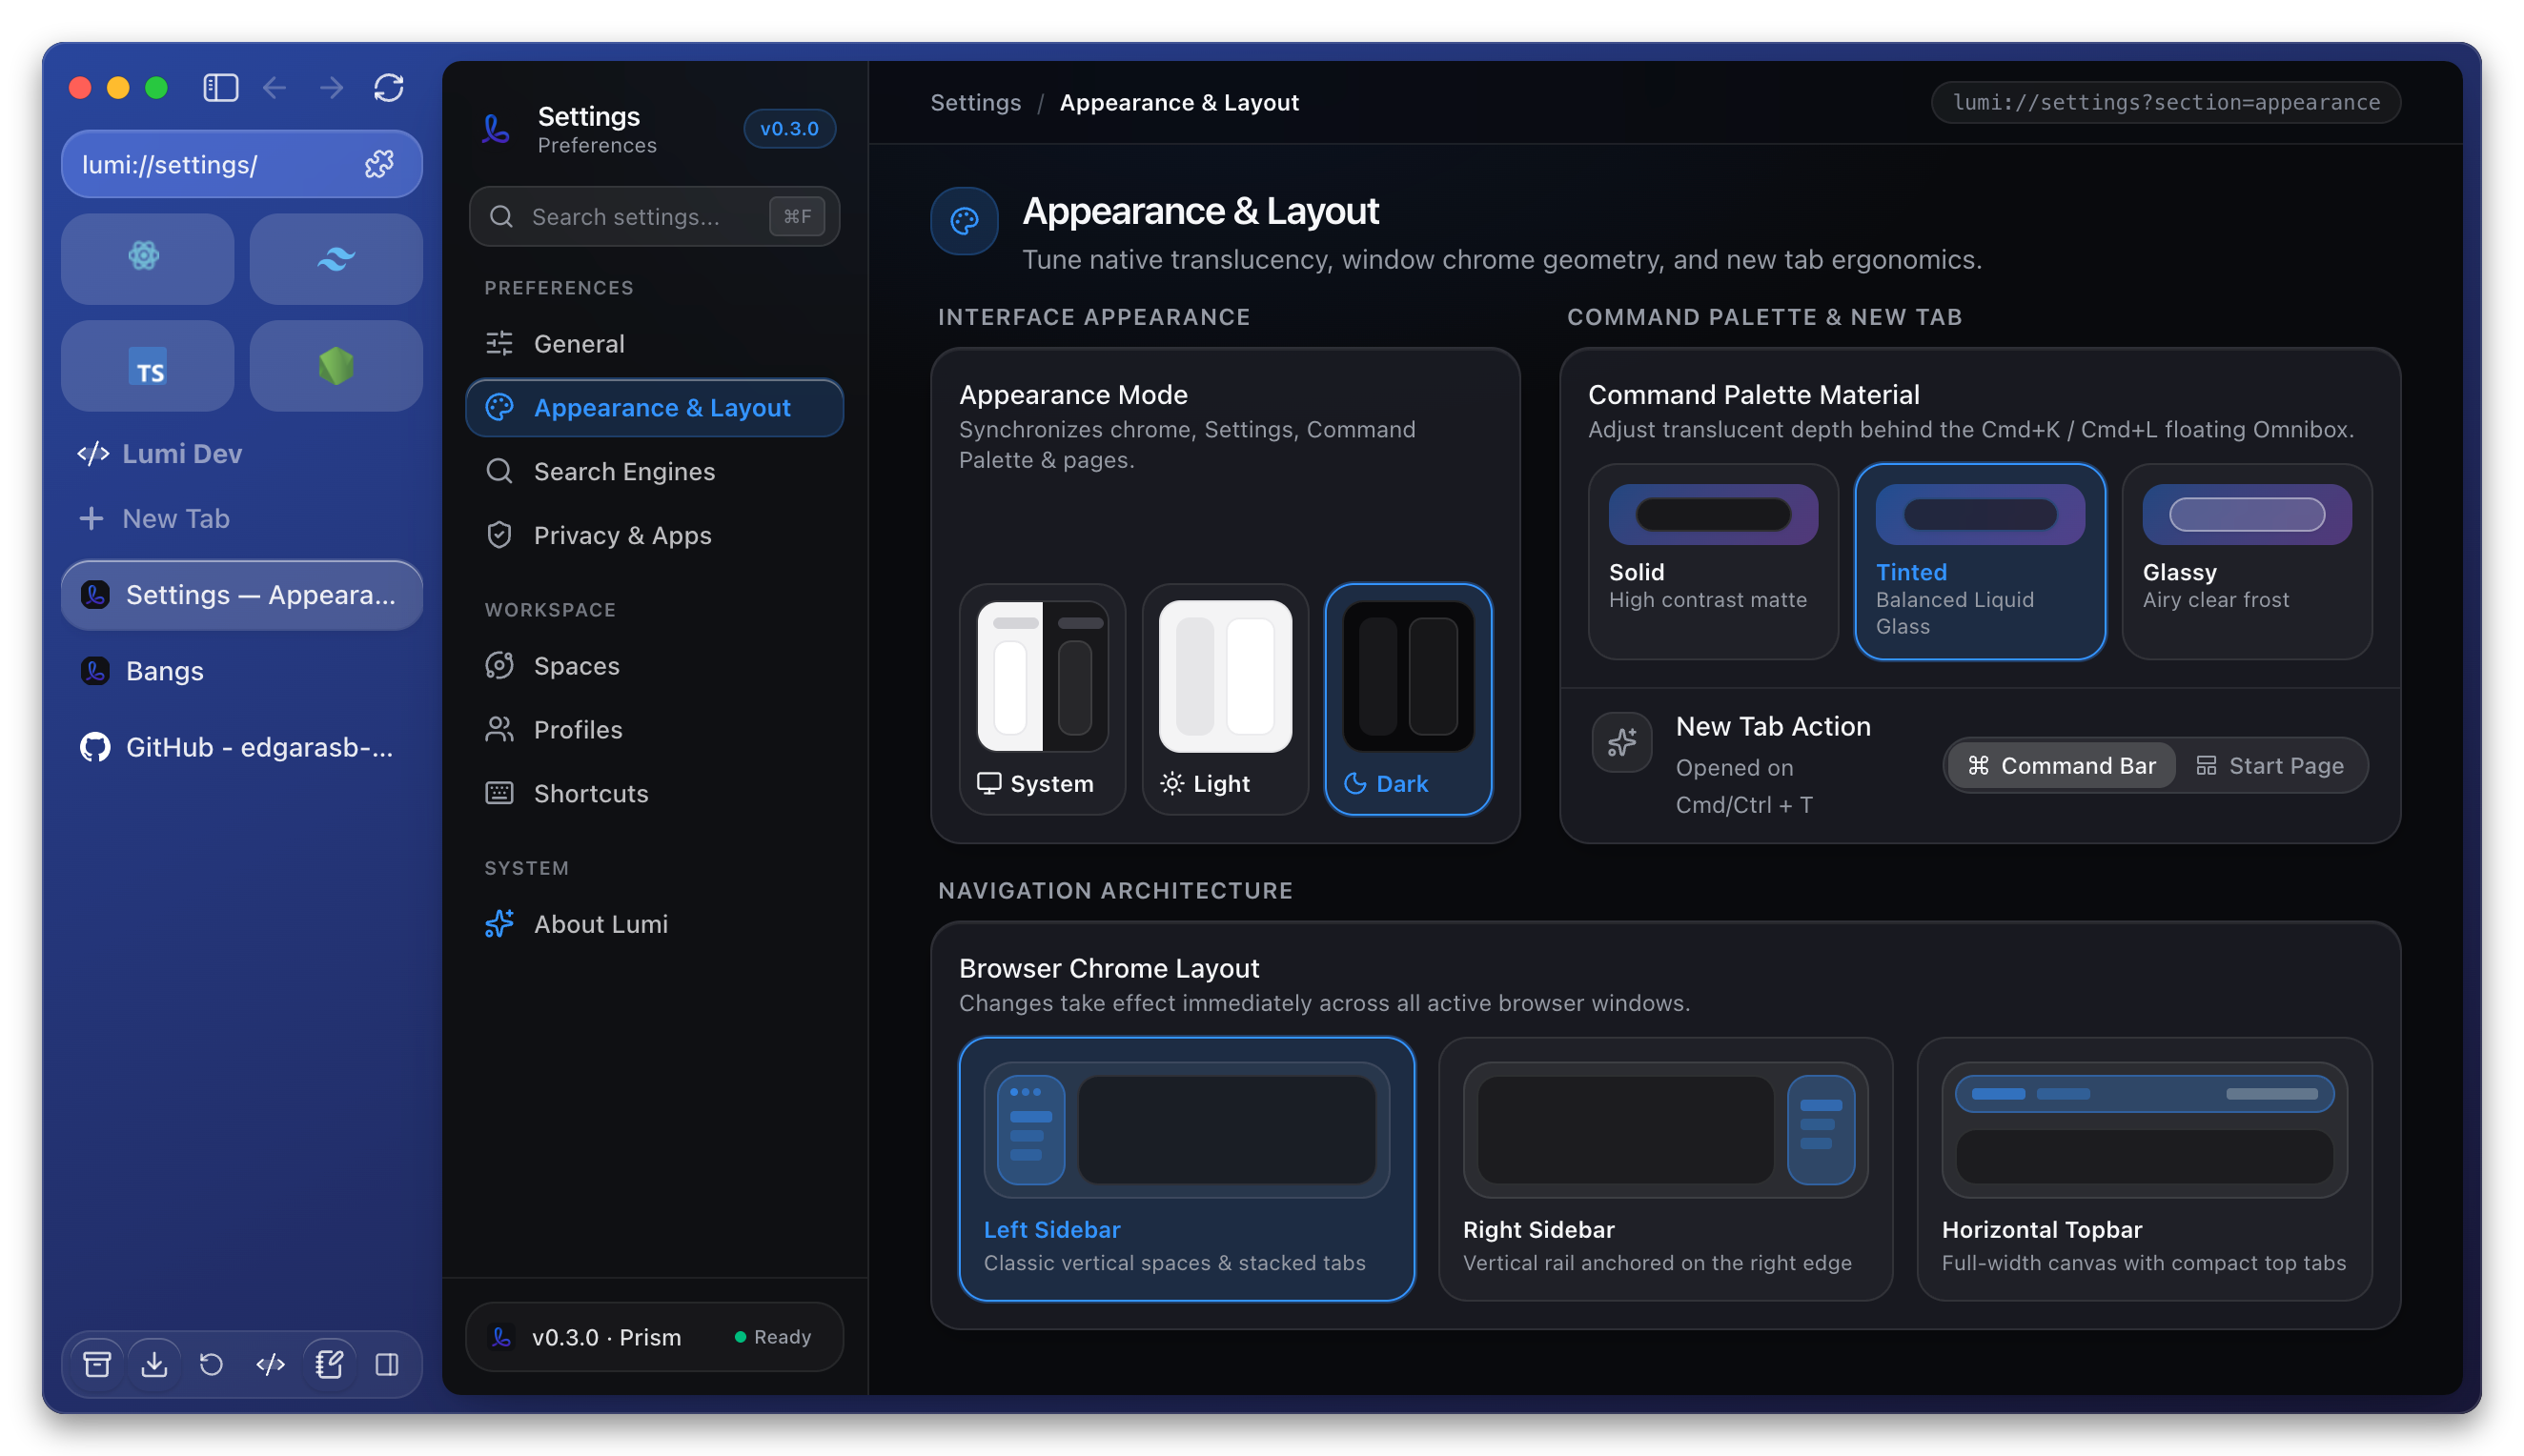 lumi://settings/
TS
Lumi Dev
New Tab
Settings — Appeara...
Bangs
GitHub - edgarasb-...
Settings
Preferences
v0.3.0
Search settings...
⌘F
PREFERENCES
General
Appearance & Layout
Search Engines
Privacy & Apps
WORKSPACE
Spaces
Profiles
Shortcuts
SYSTEM
About Lumi
v0.3.0 · Prism
Ready
Settings / Appearance & Layout
lumi://settings?section=appearance
Appearance & Layout
Tune native translucency, window chrome geometry, and new tab ergonomics.
INTERFACE APPEARANCE
Appearance Mode
Synchronizes chrome, Settings, Command
Palette & pages.
System
Light
Dark
COMMAND PALETTE & NEW TAB
Command Palette Material
Adjust translucent depth behind the Cmd+K / Cmd+L floating Omnibox.
Solid
High contrast matte
Tinted
Balanced Liquid
Glass
Glassy
Airy clear frost
New Tab Action
Opened on
Cmd/Ctrl + T
⌘ Command Bar
Start Page
NAVIGATION ARCHITECTURE
Browser Chrome Layout
Changes take effect immediately across all active browser windows.
Left Sidebar
Classic vertical spaces & stacked tabs
Right Sidebar
Vertical rail anchored on the right edge
Horizontal Topbar
Full-width canvas with compact top tabs